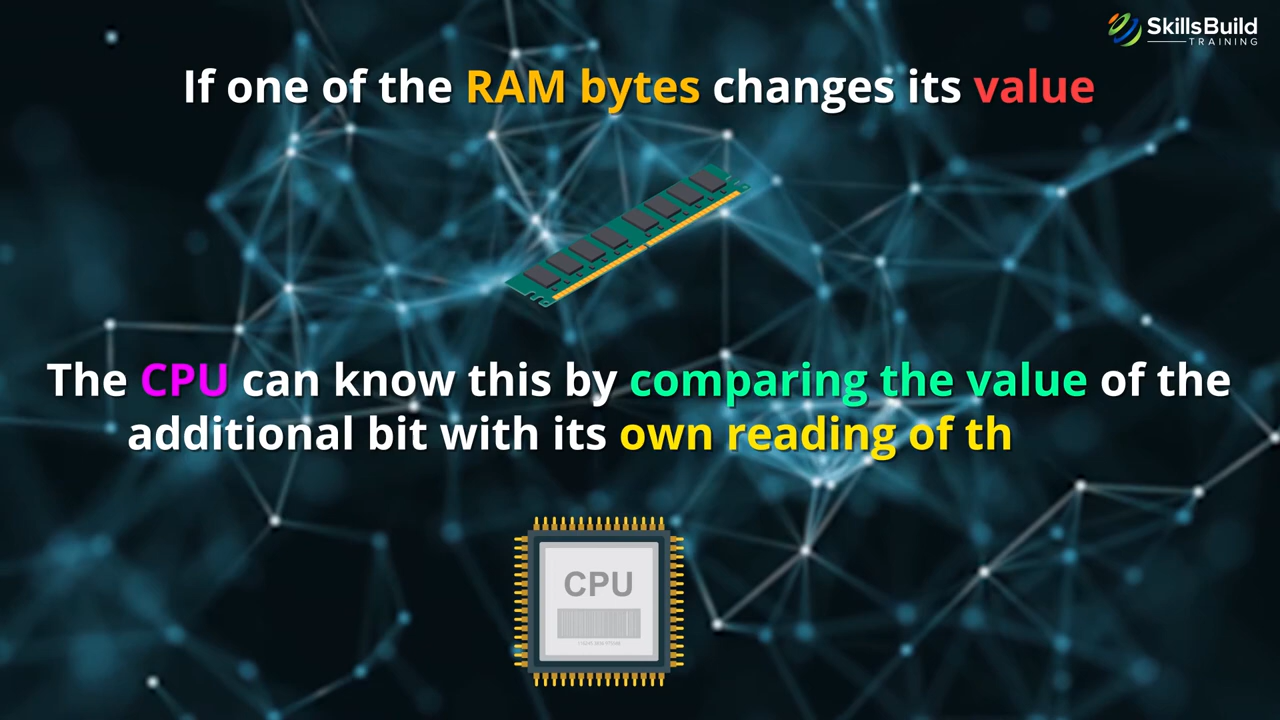 SkillsBuild
TRAINING
If one of the RAM bytes changes its value
The CPU can know this by comparing the value of the
additional bit with its own reading of th
CPU